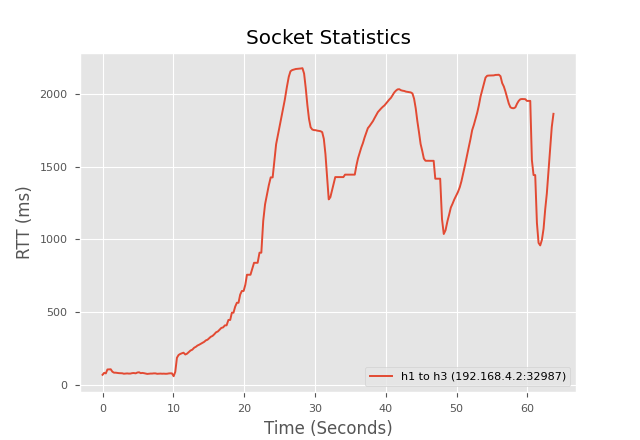 Socket Statistics
RTT (ms)
2000
1500
1000
500
0
h1 to h3 (192.168.4.2:32987)
0 10 20 30 40 50 60
Time (Seconds)